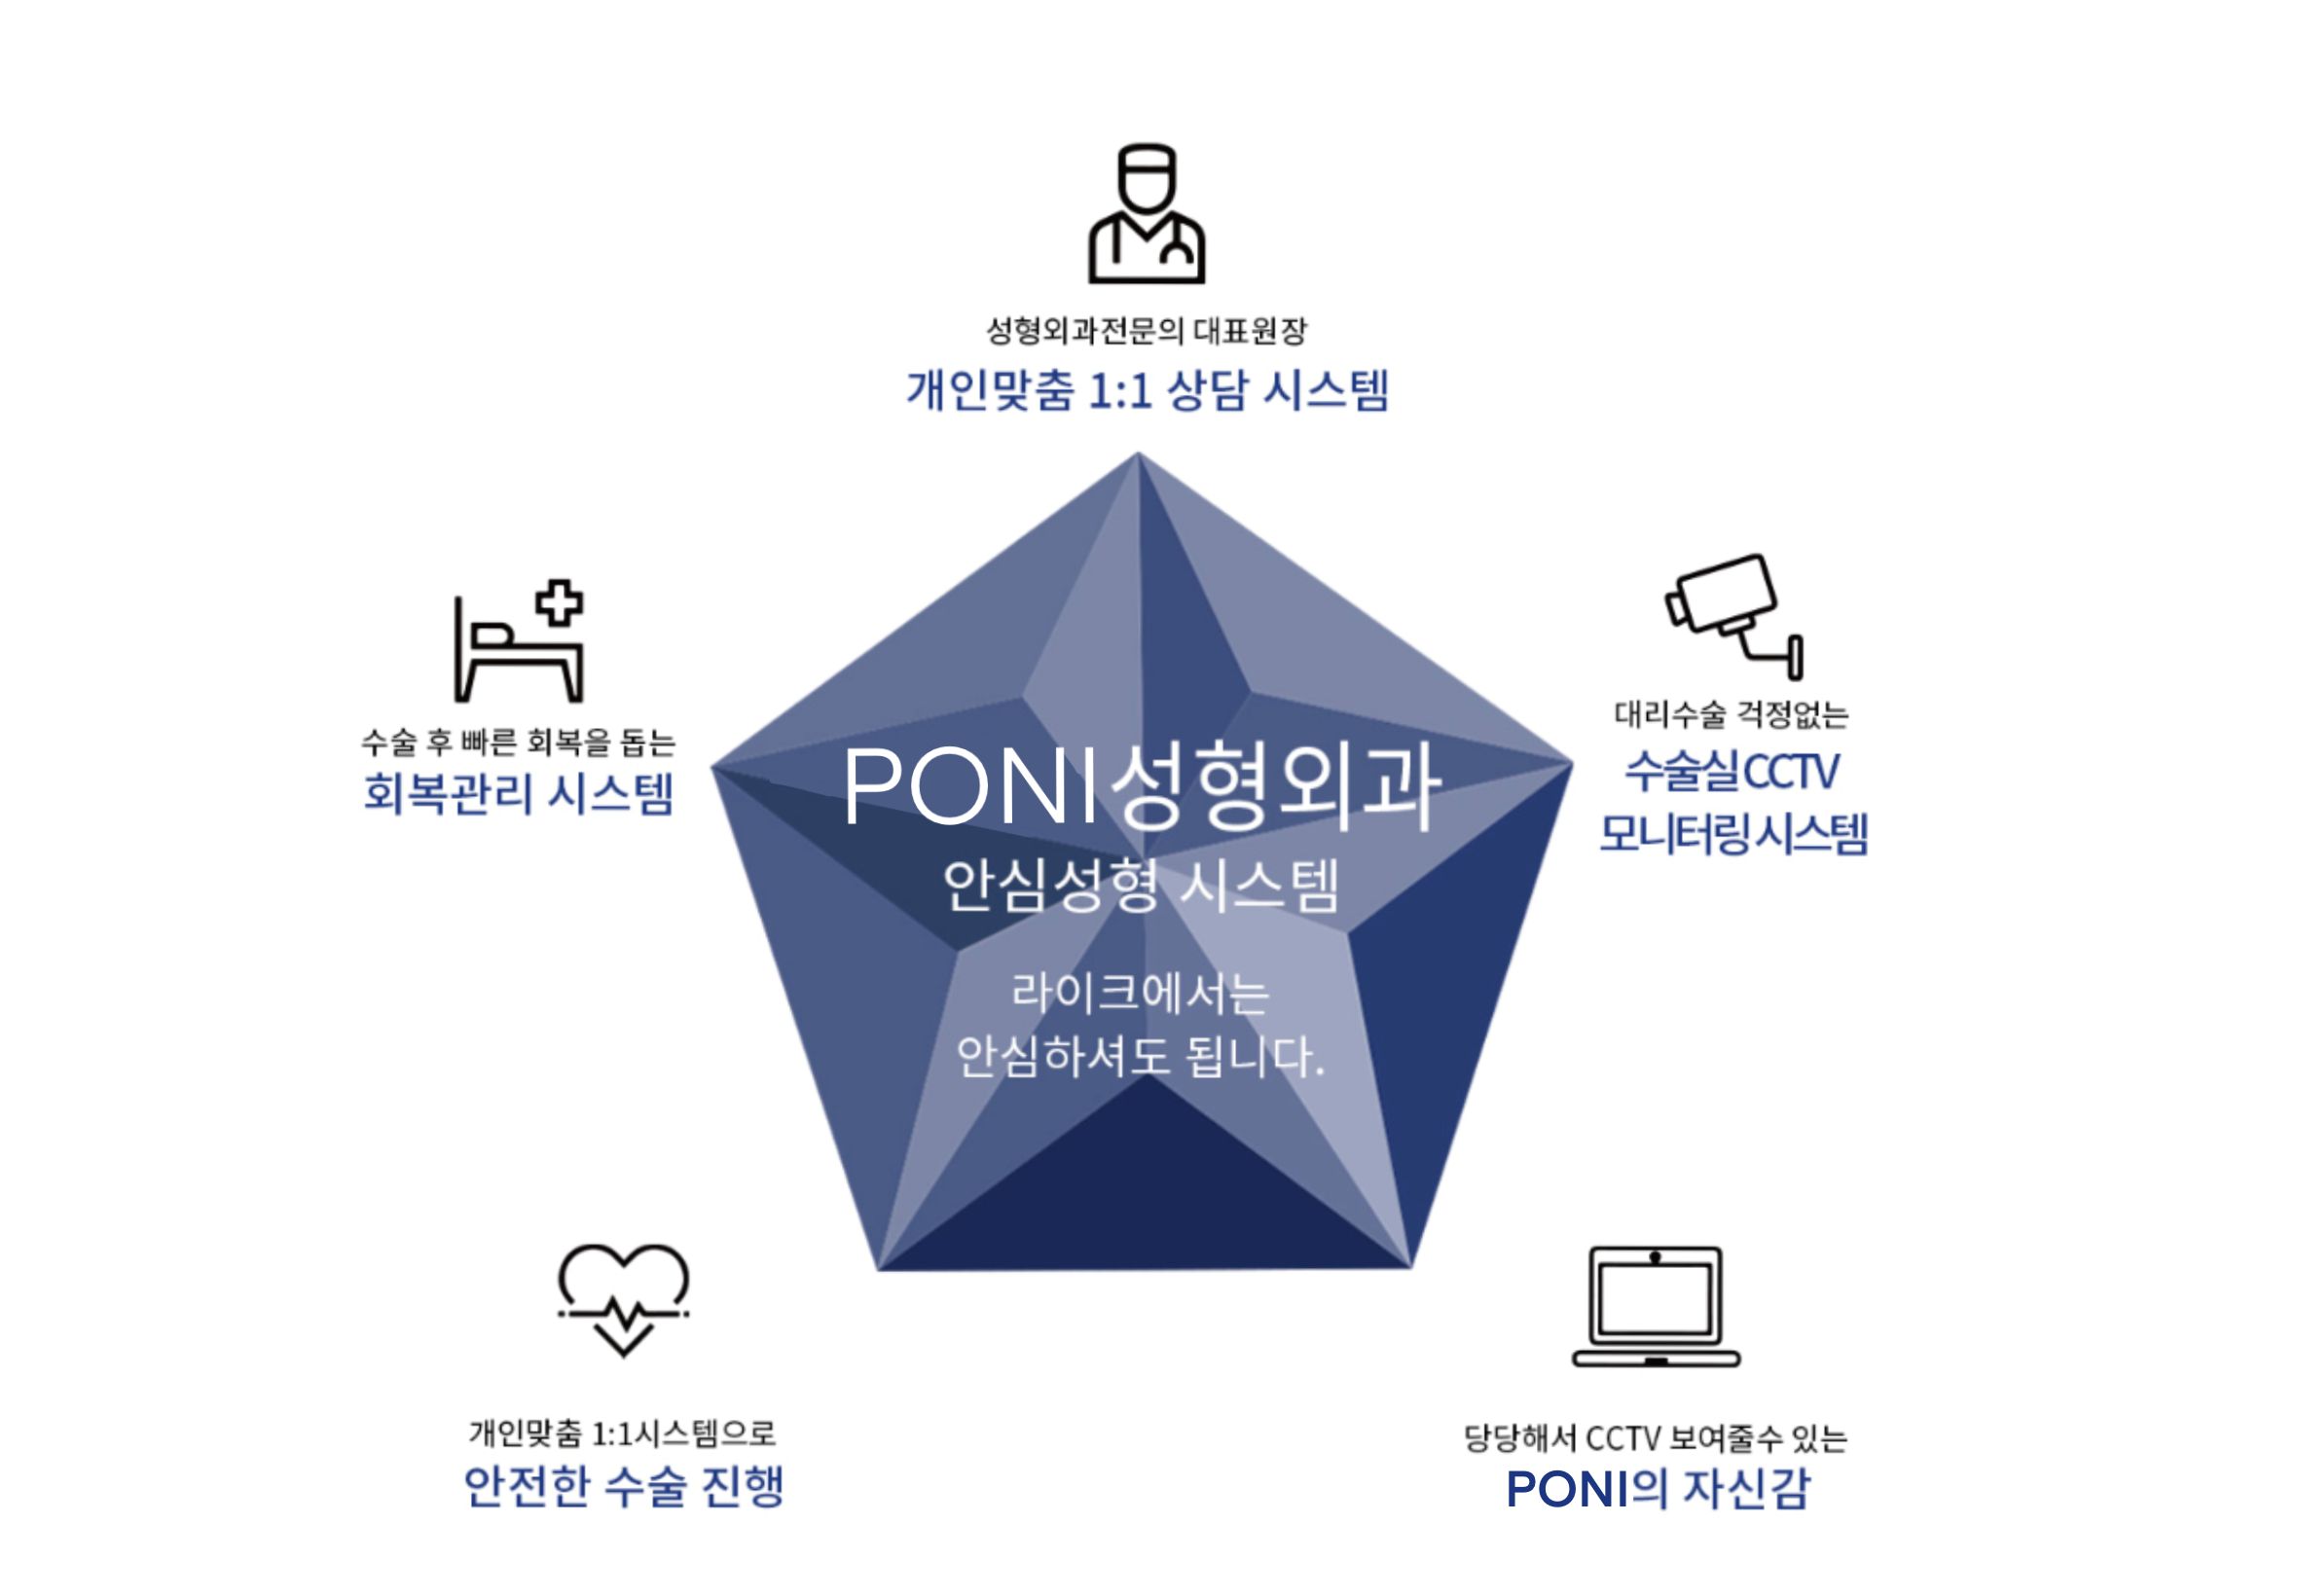 성형외과전문의 대표원장
개인맞춤 1:1 상담 시스템
수술 후 빠른 회복을 돕는
회복관리 시스템
대리수술 걱정없는
수술실CCTV
모니터링시스템
PONI성형외과
안심성형 시스템
라이크에서는
안심하셔도 됩니다.
개인맞춤 1:1시스템으로
안전한 수술 진행
당당해서 CCTV 보여줄수 있는
PONI의 자신감